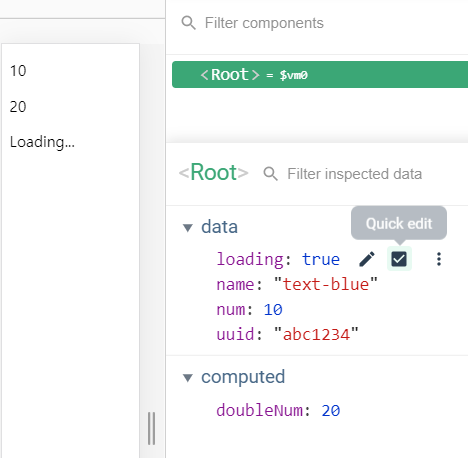 10
20
Loading...
Filter components
<Root> = $vm0
<Root> Filter inspected data
data
Quick edit
loading: true
name: "text-blue"
num: 10
uuid: "abc1234"
computed
doubleNum: 20